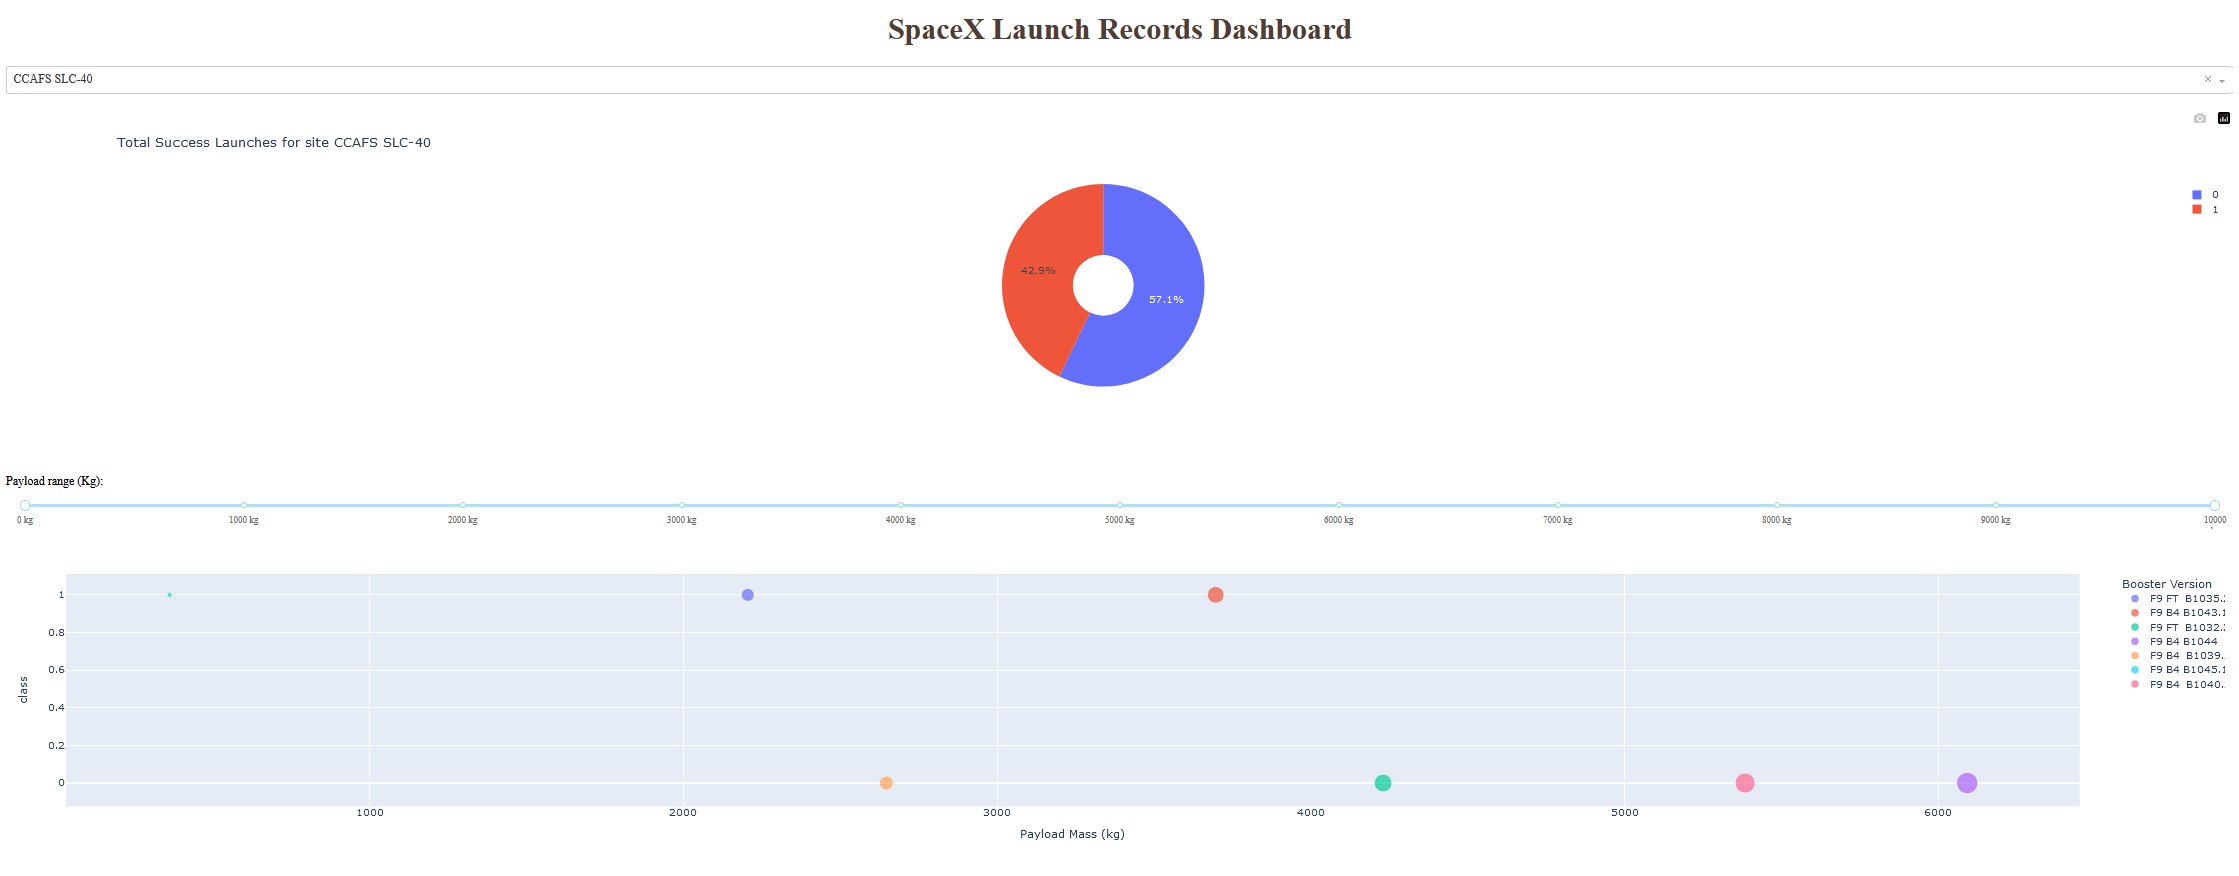 SpaceX Launch Records Dashboard
CCAFS SLC-40
Total Success Launches for site CCAFS SLC-40
0
1
42.9%
57.1%
Payload range (Kg):
0 kg 1000 kg 2000 kg 3000 kg 4000 kg 5000 kg 6000 kg 7000 kg 8000 kg 9000 kg 10000
Booster Version
F9 FT B1035.
F9 B4 B1043.1
F9 FT B1032.
F9 B4 B1044
F9 B4 B1039.
F9 B4 B1045.1
F9 B4 B1040.
1
0.8
0.6
0.4
0.2
0
class
1000 2000 3000 4000 5000 6000
Payload Mass (kg)